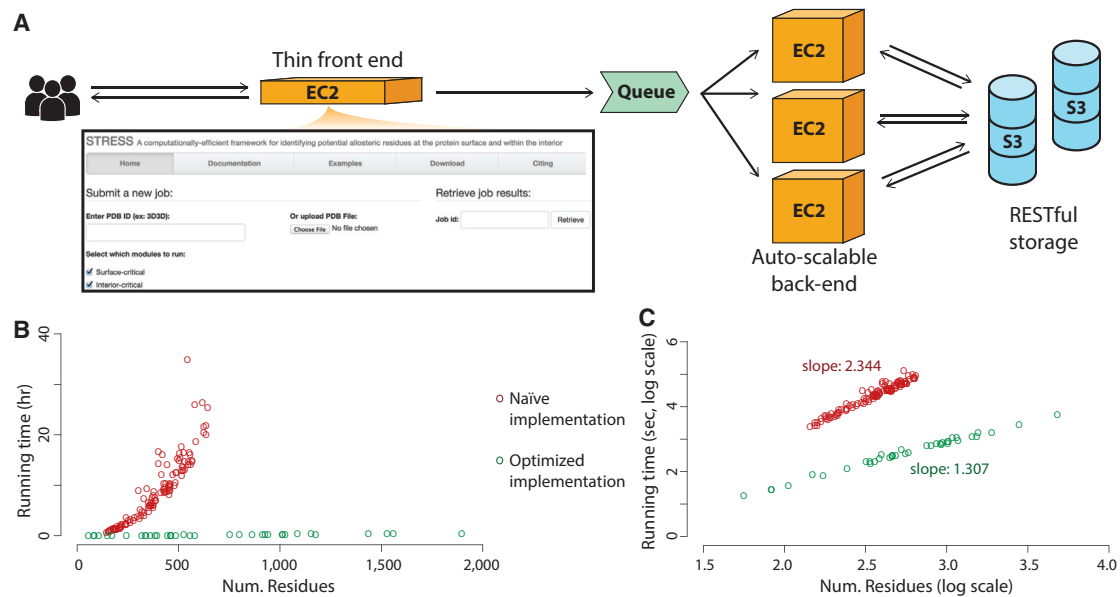 A
Thin front end
EC2
Queue
EC2
EC2
EC2
Auto-scalable
back-end
S3
S3
RESTful
storage
STRESS A computationally-efficient framework for identifying potential allosteric residues at the protein surface and within the interior
Home Documentation Examples Download Citing
Submit a new job:
Retrieve job results:
Enter PDB ID (ex: 3D3D):
Or upload PDB File:
Choose File No file chosen
Job id: Retrieve
Select which modules to run:
Surface-critical
Interior-critical
B
Running time (hr)
40
20
0
0 500 1,000 1,500 2,000
Num. Residues
Naïve
implementation
Optimized
implementation
C
Running time (sec, log scale)
6
4
2
0
slope: 2.344
slope: 1.307
1.5 2.0 2.5 3.0 3.5 4.0
Num. Residues (log scale)